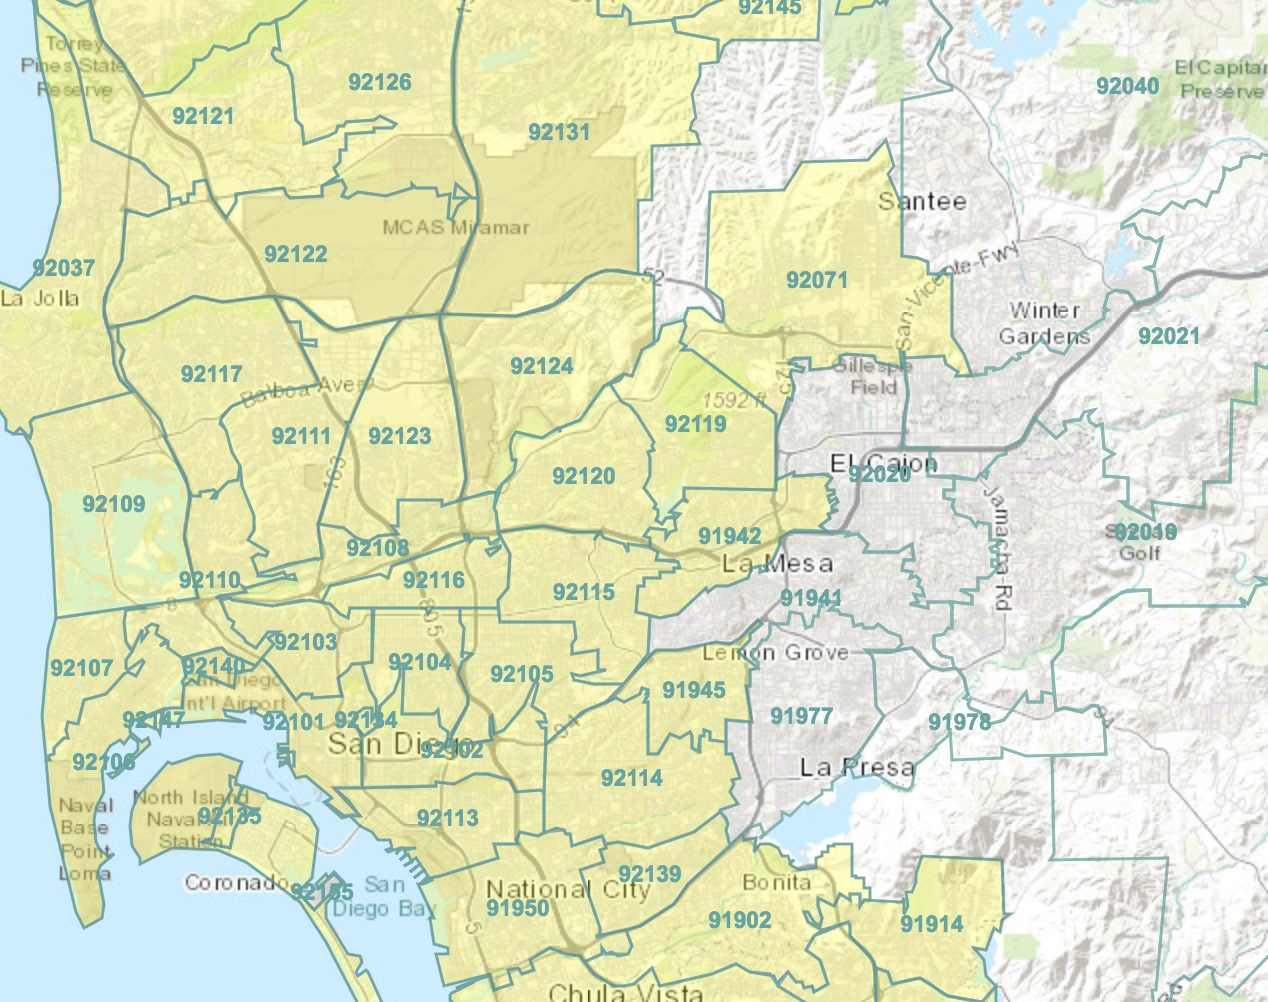 92145
Torrey
Pines State
Reserve
92126
92040
El Capitan
Preserve
92121
92131
Santee
MCAS Miramar
92122
92037
La Jolla
52
92071
San-Vicente-Fwy
Winter
Gardens
92021
92117
92124
Gillespie
Field
Balboa Ave
1592 ft
92119
92111
92123
163
El Cajon
92020
92120
92109
Jamacha-Rd
92019
Golf
92108
91942
La Mesa
92110
92116
92115
91941
8
805
92103
Lemon Grove
92107
92140
San Diego
Int'l Airport
92104
92105
91945
92147
92101
92134
91977
91978
94
94
San Diego
92102
92106
La Presa
92114
Naval
Base
Point
Loma
North Island
Naval Air
Station
92135
92113
Coronado
92155
San
Diego Bay
92139
Bonita
National City
91950
91902
91914
5
Chula Vista